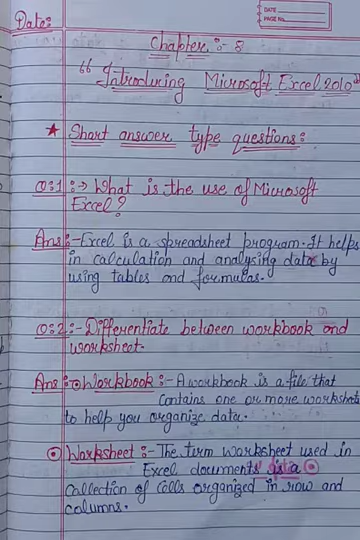 Date:
DATE
PAGE No.
Chapter :- 8
"Introducing Microsoft Excel 2010"
★ Short answer type questions:
Q:1 :→ What is the use of Microsoft
Excel?
Ans:- Excel is a spreadsheet program. It helps
in calculation and analysing data by
using tables and formulas.
Q:2:- Differentiate between workbook and
worksheet.
Ans:⊙ Workbook :- A workbook is a file that
contains one or more worksheets
to help you organize data.
⊙ Worksheet :- The term worksheet used in
Excel documents is a
collection of cells organized in row and
columns.